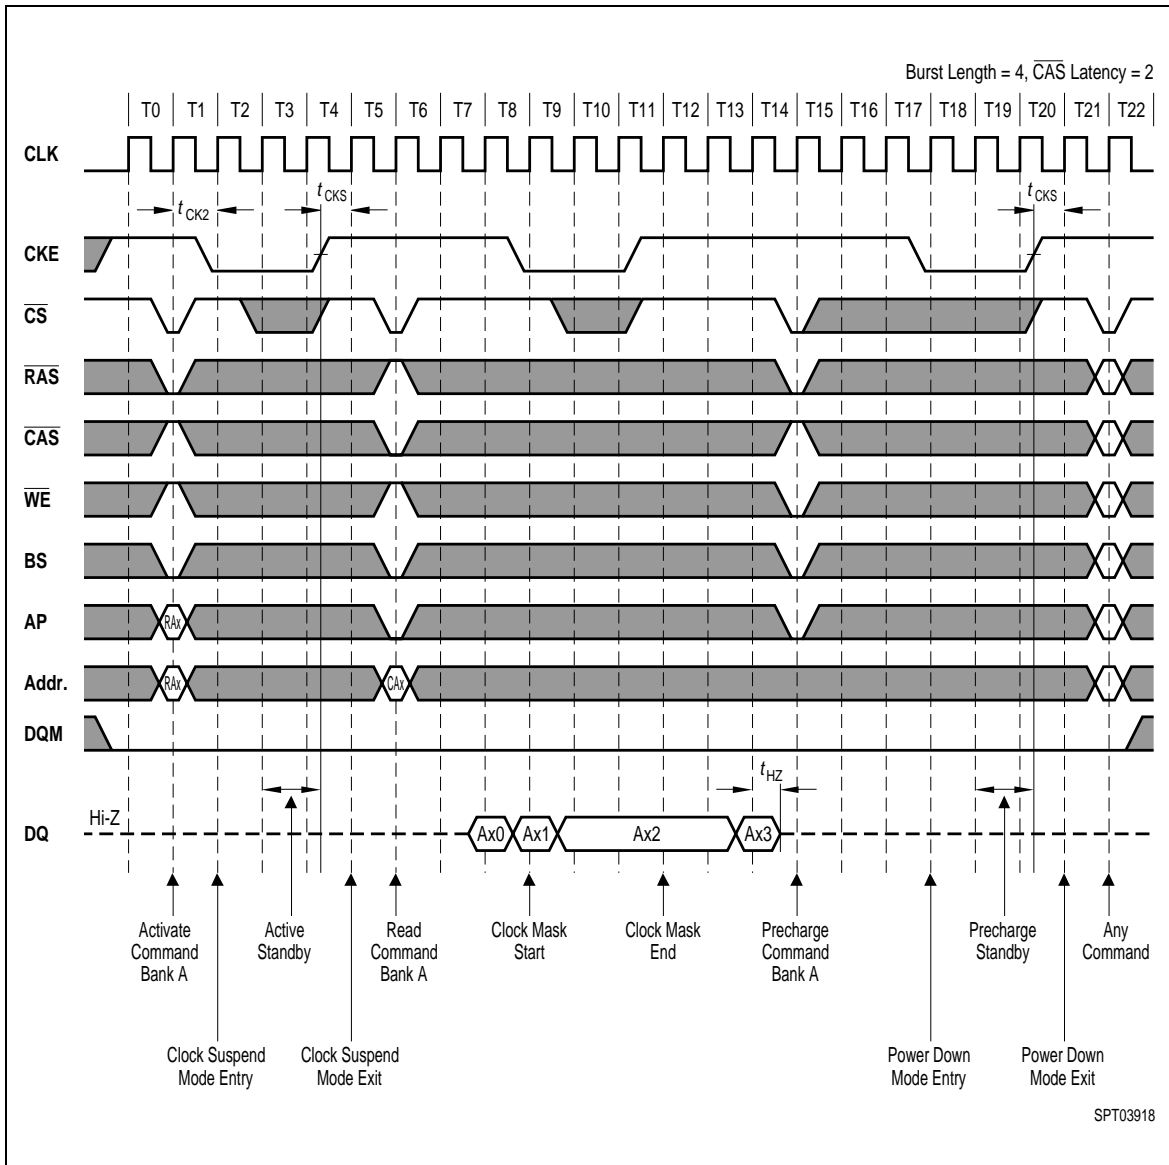 Burst Length = 4, CAS Latency = 2
T0 T1 T2 T3 T4 T5 T6 T7 T8 T9 T10 T11 T12 T13 T14 T15 T16 T17 T18 T19 T20 T21 T22
CLK
tCK2 tCKS tCKS
CKE
CS
RAS
CAS
WE
BS
AP RAx
Addr. RAx CAx
DQM
tHZ
Hi-Z
DQ Ax0 Ax1 Ax2 Ax3
Activate Command Bank A
Active Standby
Read Command Bank A
Clock Mask Start
Clock Mask End
Precharge Command Bank A
Precharge Standby
Any Command
Clock Suspend Mode Entry
Clock Suspend Mode Exit
Power Down Mode Entry
Power Down Mode Exit
SPT03918